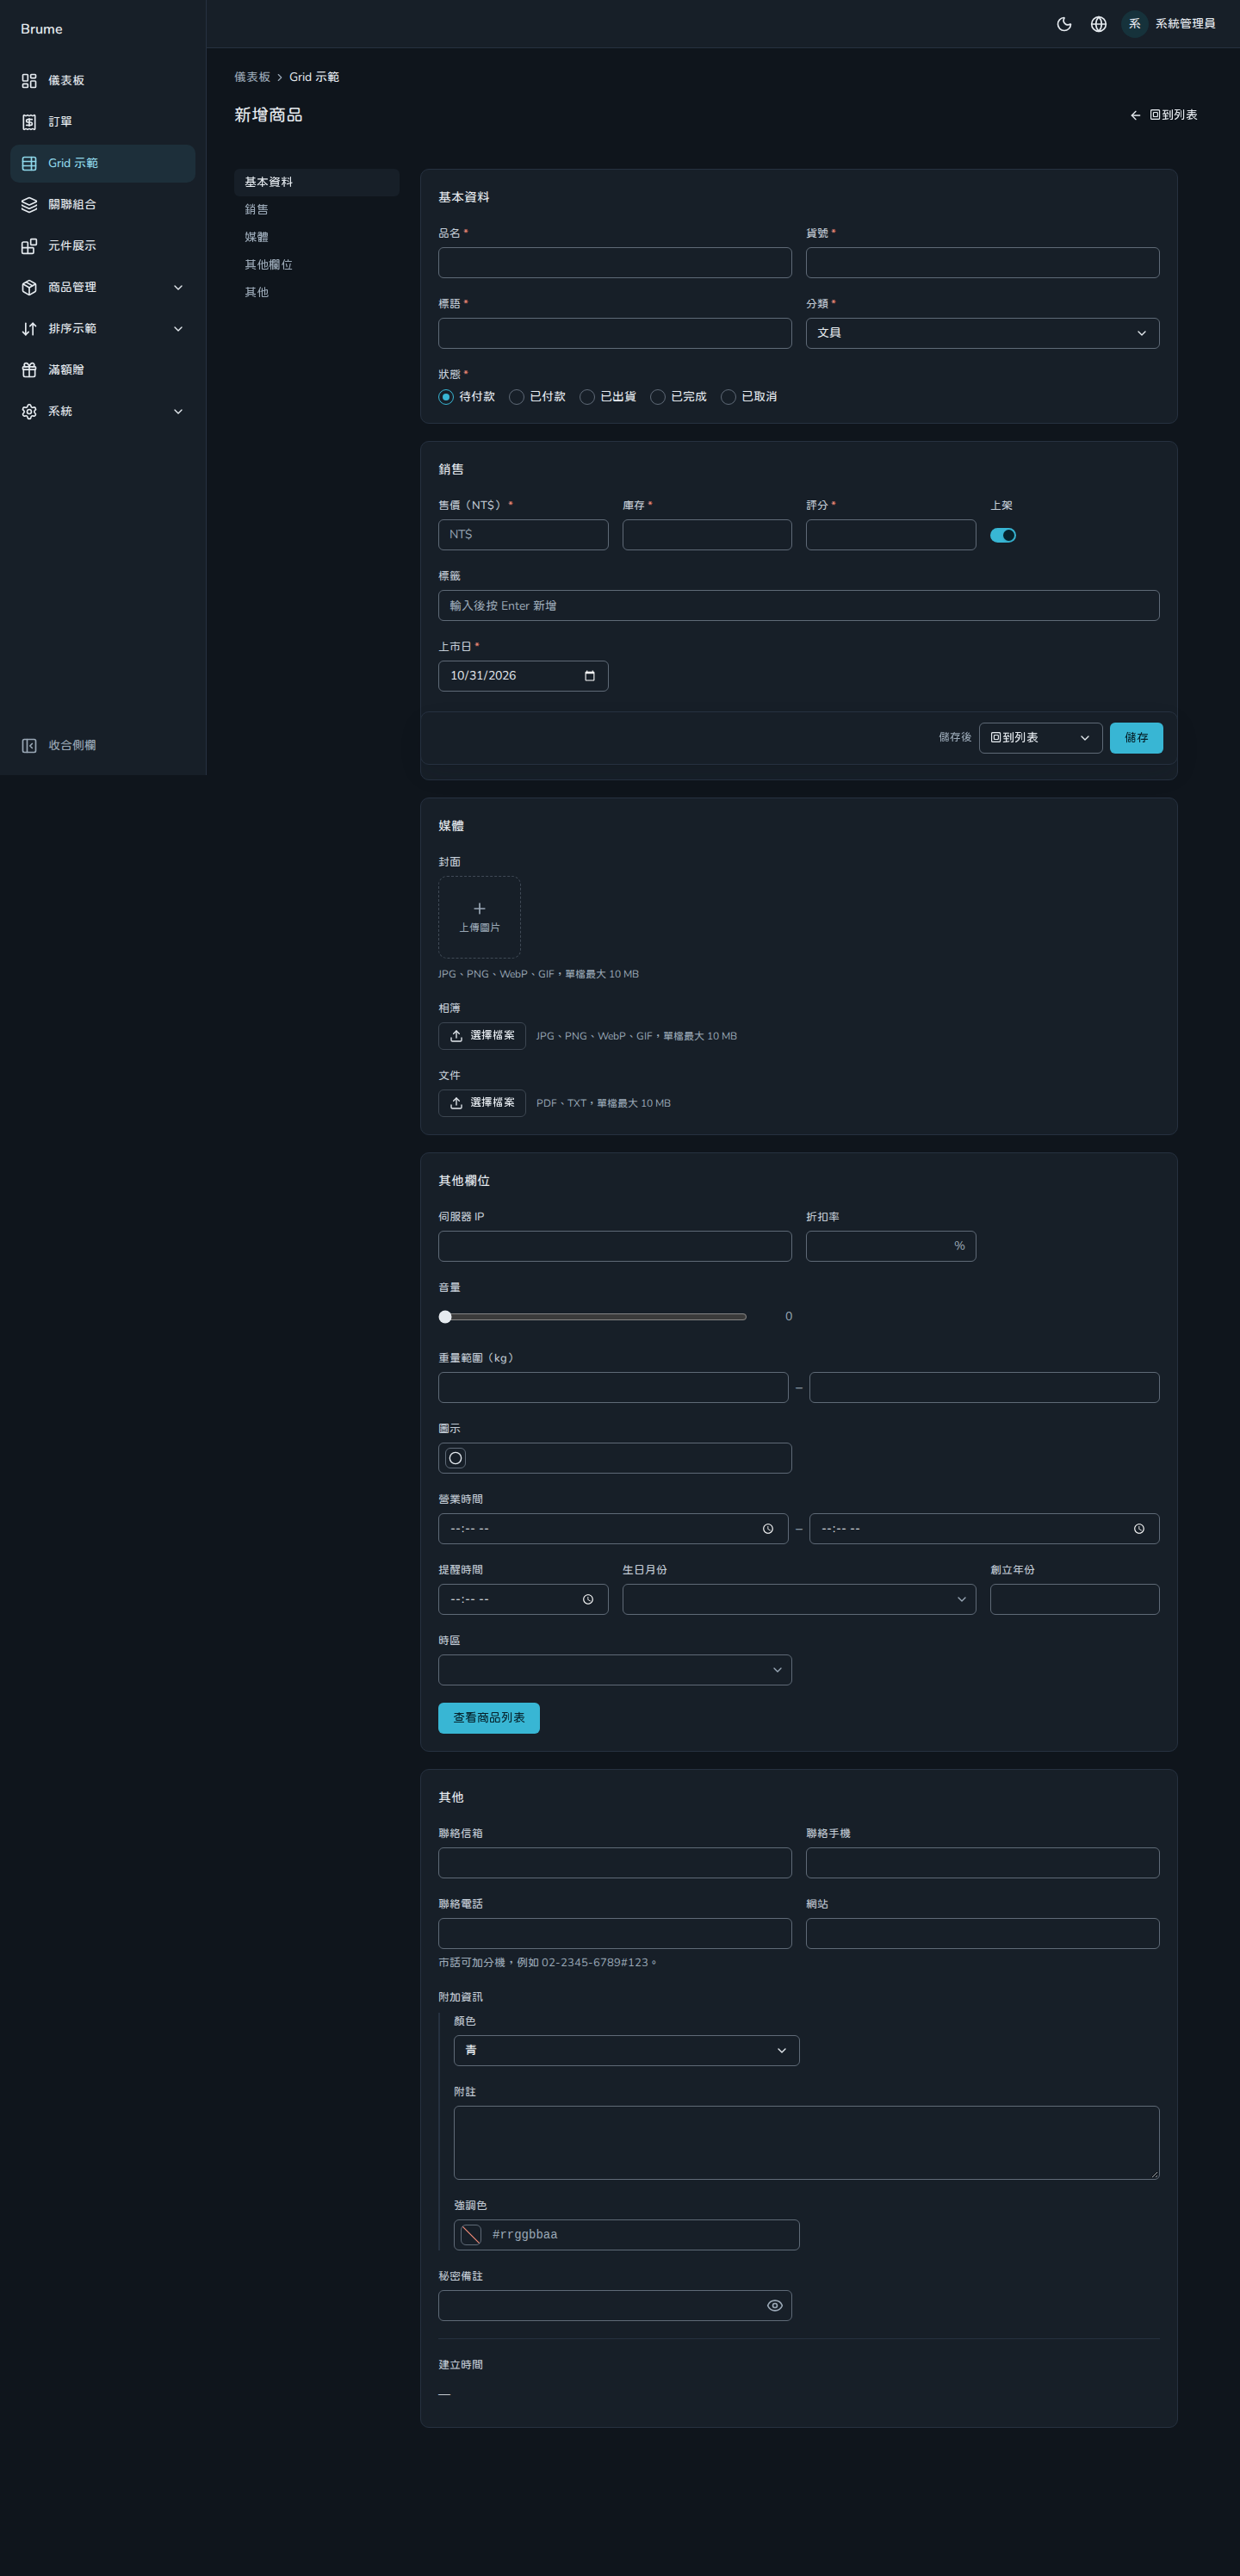 Brume
儀表板
訂單
Grid 示範
關聯組合
元件展示
商品管理
排序示範
滿額贈
系統
收合側欄
系 系統管理員
儀表板 > Grid 示範
新增商品
← 回到列表
基本資料
銷售
媒體
其他欄位
其他
基本資料
品名 * 貨號 *
標語 * 分類 *
文具
狀態 *
待付款 已付款 已出貨 已完成 已取消
銷售
售價（NT$） * 庫存 * 評分 * 上架
NT$
標籤
輸入後按 Enter 新增
上市日 *
10/31/2026
儲存後 回到列表 儲存
媒體
封面
上傳圖片
JPG、PNG、WebP、GIF，單檔最大 10 MB
相簿
選擇檔案 JPG、PNG、WebP、GIF，單檔最大 10 MB
文件
選擇檔案 PDF、TXT，單檔最大 10 MB
其他欄位
伺服器 IP 折扣率
%
音量
0
重量範圍（kg）
–
圖示
營業時間
--:-- -- – --:-- --
提醒時間 生日月份 創立年份
--:-- --
時區
查看商品列表
其他
聯絡信箱 聯絡手機
聯絡電話 網站
市話可加分機，例如 02-2345-6789#123。
附加資訊
顏色
青
附註
強調色
#rrggbbaa
秘密備註
建立時間
—